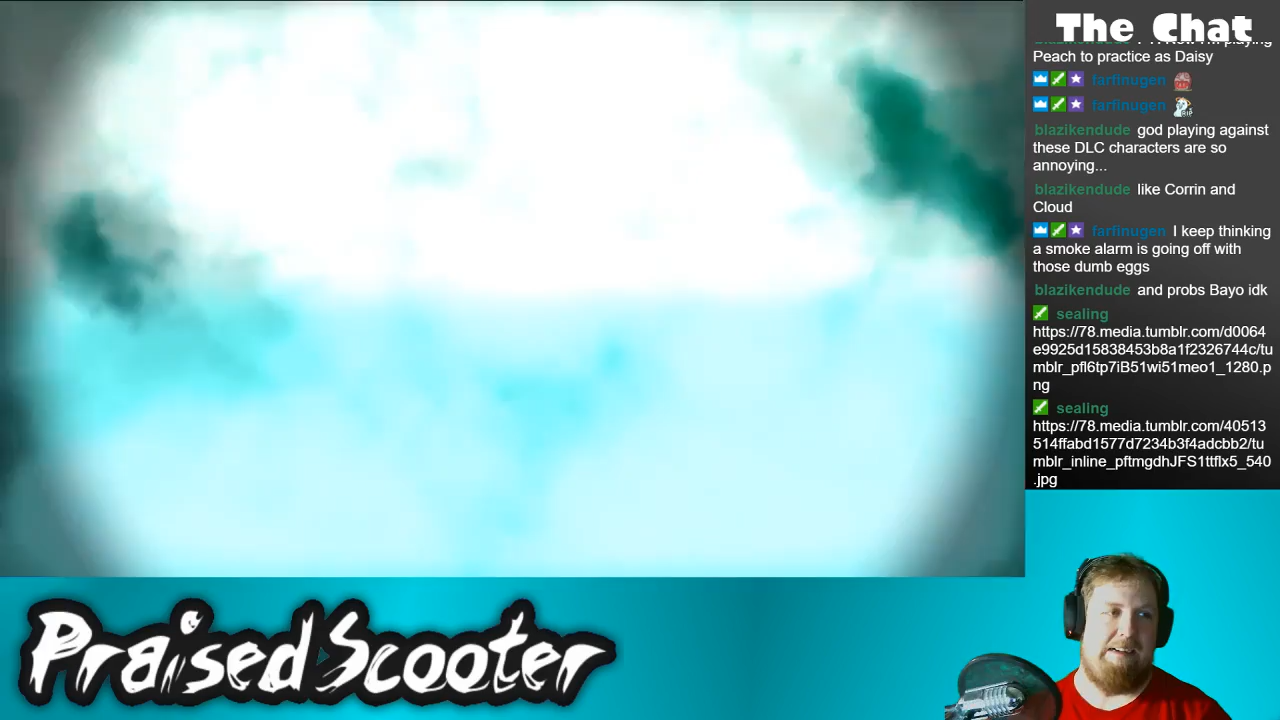 The Chat
Peach to practice as Daisy
farfinugen
farfinugen
blazikendude god playing against
these DLC characters are so
annoying...
blazikendude like Corrin and
Cloud
farfinugen I keep thinking
a smoke alarm is going off with
those dumb eggs
blazikendude and probs Bayo idk
sealing
https://78.media.tumblr.com/d0064
e9925d15838453b8a1f2326744c/tu
mblr_pfl6tp7iB51wi51meo1_1280.p
ng
sealing
https://78.media.tumblr.com/40513
514ffabd1577d7234b3f4adcbb2/tu
mblr_inline_pftmgdhJFS1ttflx5_540
.jpg
PraisedScooter